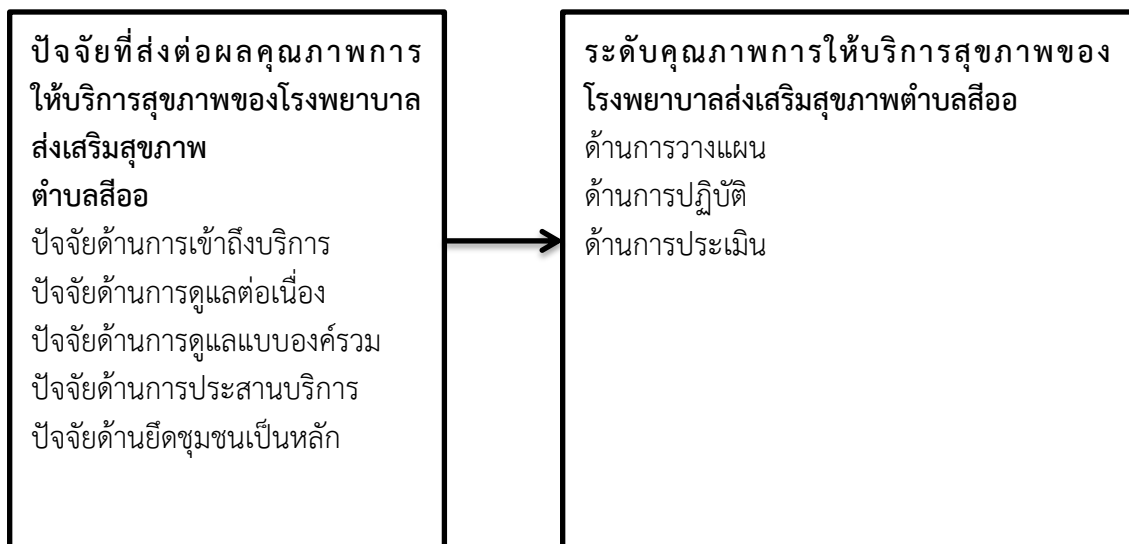 ปัจจัยที่ส่งต่อผลคุณภาพการ
ให้บริการสุขภาพของโรงพยาบาล
ส่งเสริมสุขภาพ
ตำบลสีออ
ปัจจัยด้านการเข้าถึงบริการ
ปัจจัยด้านการดูแลต่อเนื่อง
ปัจจัยด้านการดูแลแบบองค์รวม
ปัจจัยด้านการประสานบริการ
ปัจจัยด้านยึดชุมชนเป็นหลัก
ระดับคุณภาพการให้บริการสุขภาพของ
โรงพยาบาลส่งเสริมสุขภาพตำบลสีออ
ด้านการวางแผน
ด้านการปฏิบัติ
ด้านการประเมิน